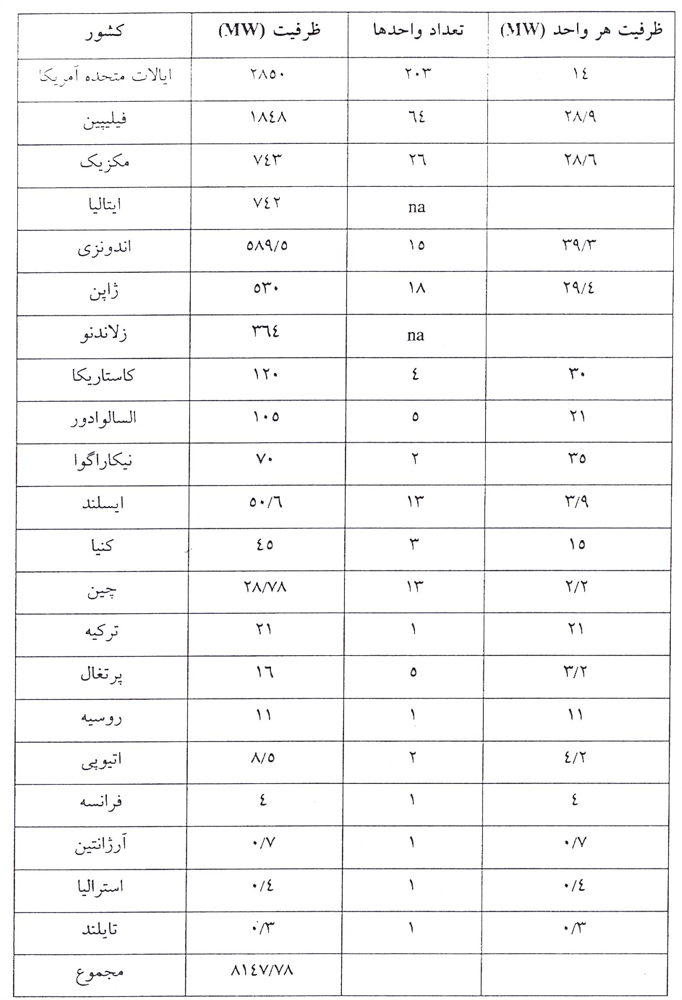 کشور ظرفیت (MW) تعداد واحدها ظرفیت هر واحد (MW)
ایالات متحده آمریکا ۲۸۵۰ ۲۰۳ ۱٤
فیلیپین ۱۸٤۸ ٦٤ ۲۸/۹
مکزیک ۷٤۳ ۲٦ ۲۸/٦
ایتالیا ۷٤۲ na
اندونزی ۵۸۹/۵ ۱۵ ۳۹/۳
ژاپن ۵۳۰ ۱۸ ۲۹/٤
زلاندنو ۳٦٤ na
کاستاریکا ۱۲۰ ٤ ۳۰
السالوادور ۱۰۵ ۵ ۲۱
نیکاراگوا ۷۰ ۲ ۳۵
ایسلند ۵۰/٦ ۱۳ ۳/۹
کنیا ٤۵ ۳ ۱۵
چین ۲۸/۷۸ ۱۳ ۲/۲
ترکیه ۲۱ ۱ ۲۱
پرتغال ۱٦ ۵ ۳/۲
روسیه ۱۱ ۱ ۱۱
اتیوپی ۸/۵ ۲ ٤/۲
فرانسه ٤ ۱ ٤
آرژانتین ۰/۷ ۱ ۰/۷
استرالیا ۰/٤ ۱ ۰/٤
تایلند ۰/۳ ۱ ۰/۳
مجموع ۸۱٤۷/۷۸